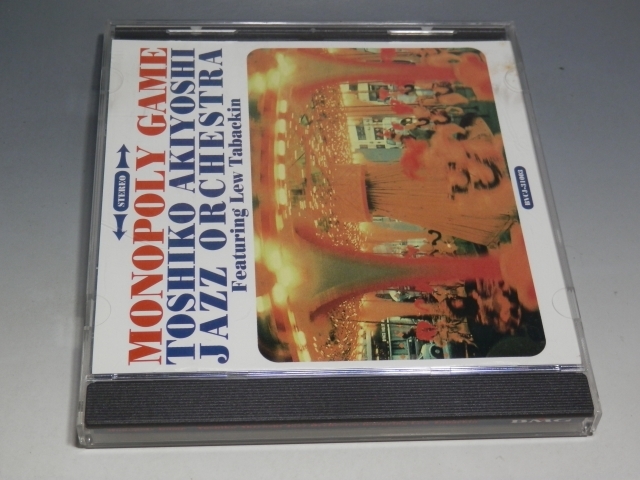 MONOPOLY GAME
TOSHIKO AKIYOSHI
JAZZ ORCHESTRA
Featuring Lew Tabackin
STEREO